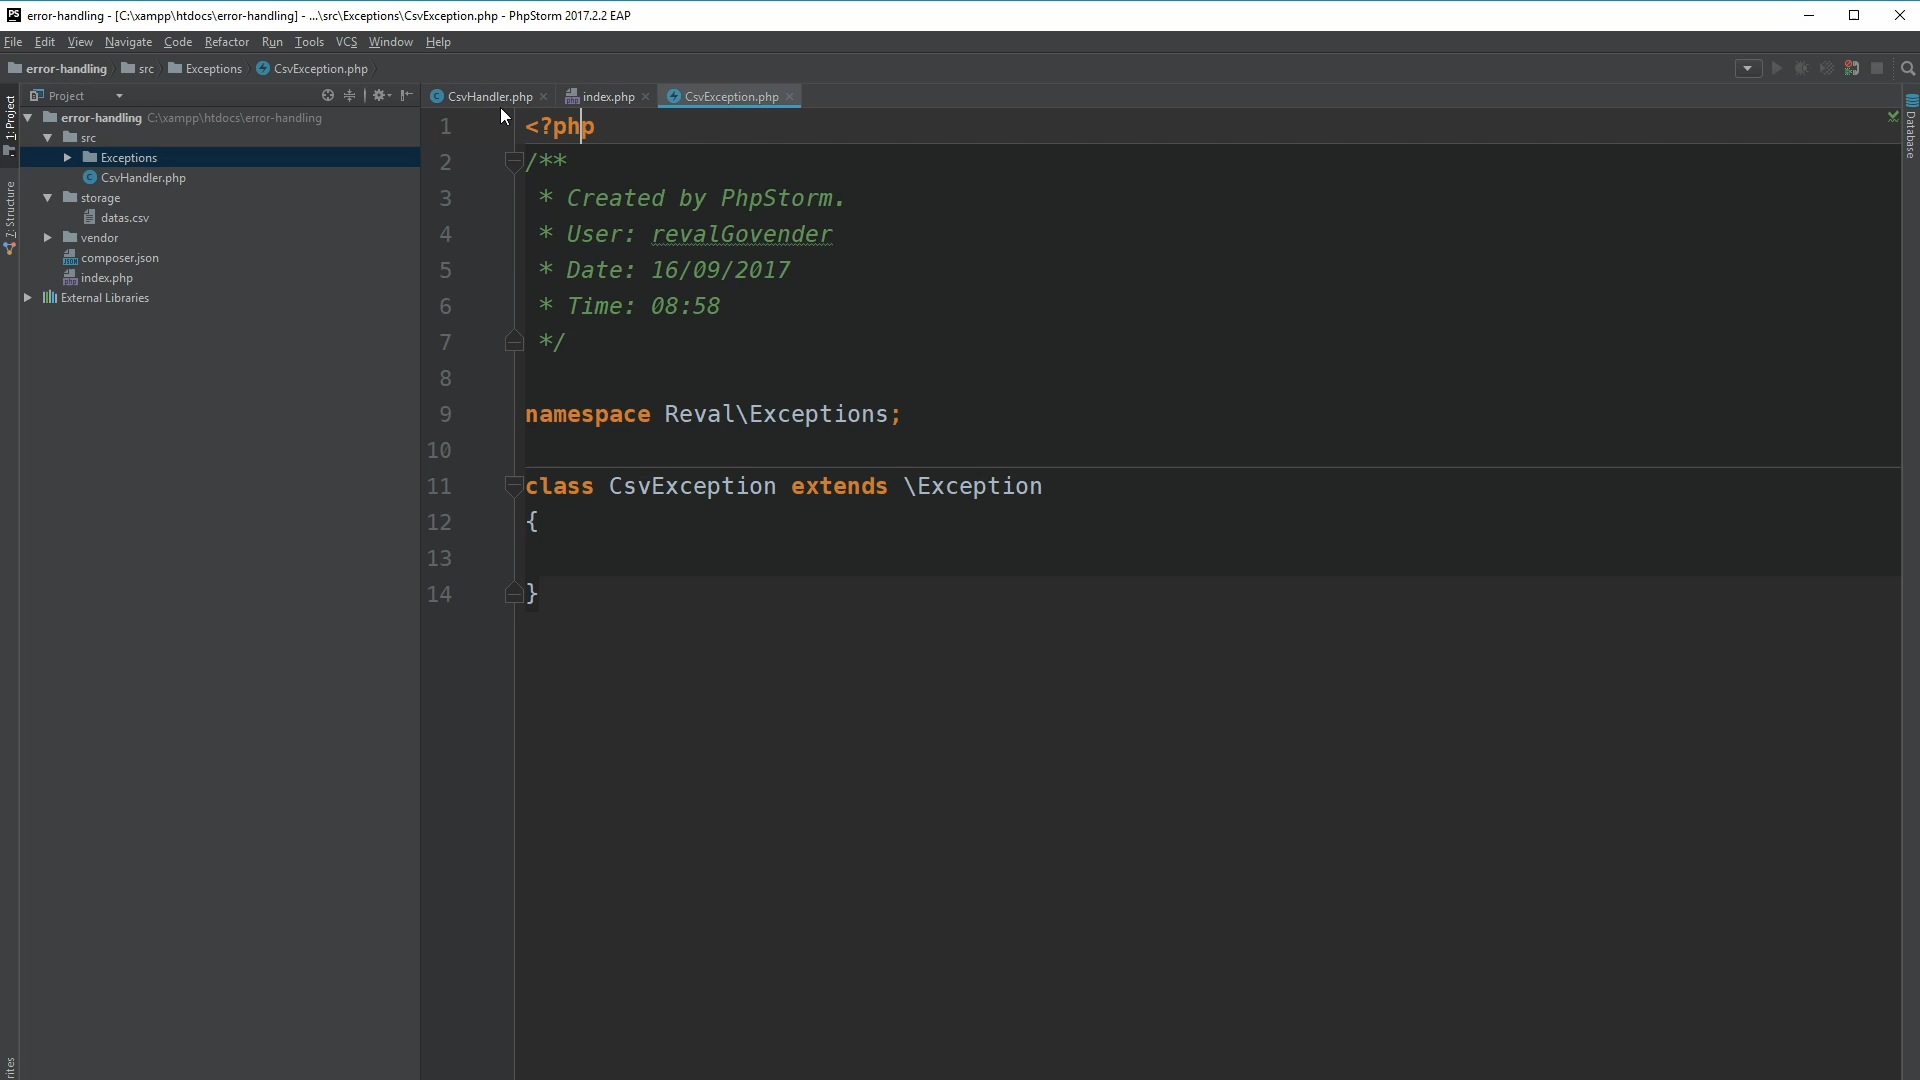 error-handling - [C:\xampp\htdocs\error-handling] - ...\src\Exceptions\CsvException.php - PhpStorm 2017.2.2 EAP
File Edit View Navigate Code Refactor Run Tools VCS Window Help
error-handling src Exceptions CsvException.php
Project
CsvHandler.php index.php CsvException.php
1: Project
7: Structure
rites
Database
error-handling C:\xampp\htdocs\error-handling
src
Exceptions
CsvHandler.php
storage
datas.csv
vendor
composer.json
index.php
External Libraries
1 <?php
2 /**
3 * Created by PhpStorm.
4 * User: revalGovender
5 * Date: 16/09/2017
6 * Time: 08:58
7 */
8
9 namespace Reval\Exceptions;
10
11 class CsvException extends \Exception
12 {
13
14 }